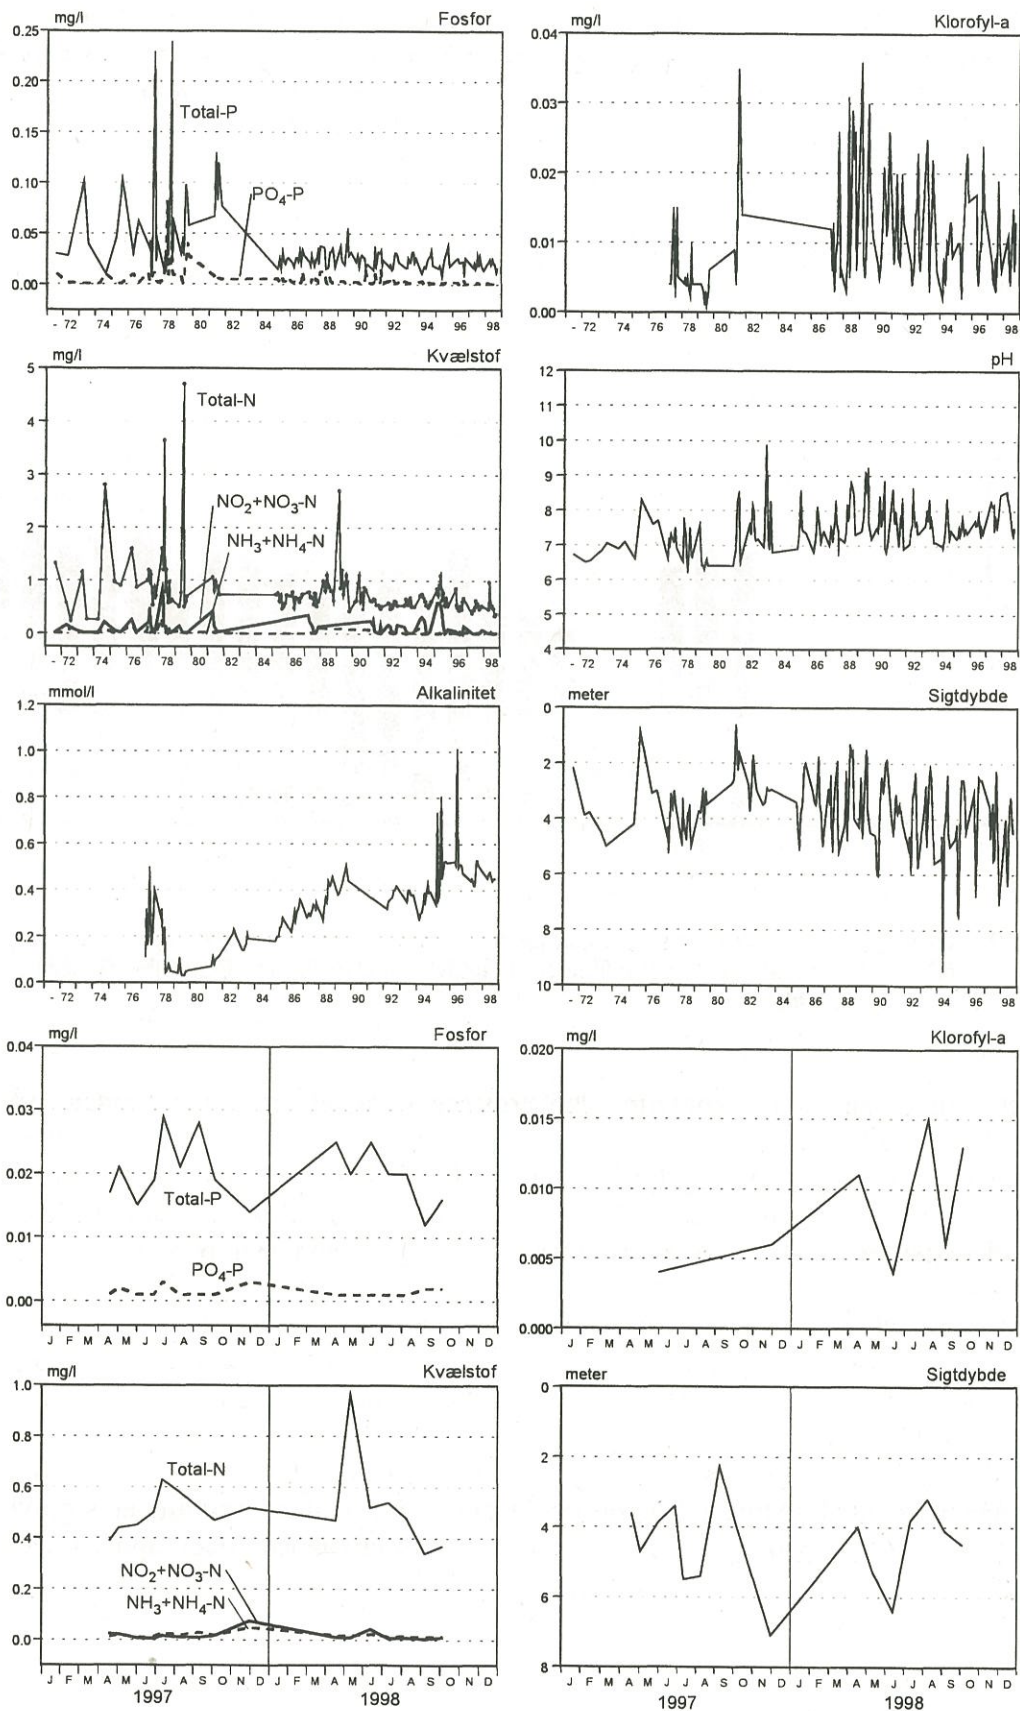 mg/l Fosfor
0.25
0.20
0.15
0.10
0.05
0.00
Total-P
PO4-P
- 72 74 76 78 80 82 84 86 88 90 92 94 96 98
mg/l Klorofyl-a
0.04
0.03
0.02
0.01
0.00
- 72 74 76 78 80 82 84 86 88 90 92 94 96 98
mg/l Kvælstof
5
4
3
2
1
0
Total-N
NO2+NO3-N
NH3+NH4-N
- 72 74 76 78 80 82 84 86 88 90 92 94 96 98
pH
12
11
10
9
8
7
6
5
4
- 72 74 76 78 80 82 84 86 88 90 92 94 96 98
mmol/l Alkalinitet
1.2
1.0
0.8
0.6
0.4
0.2
0.0
- 72 74 76 78 80 82 84 86 88 90 92 94 96 98
meter Sigtdybde
0
2
4
6
8
10
- 72 74 76 78 80 82 84 86 88 90 92 94 96 98
mg/l Fosfor
0.04
0.03
0.02
0.01
0.00
Total-P
PO4-P
J F M A M J J A S O N D J F M A M J J A S O N D
mg/l Klorofyl-a
0.020
0.015
0.010
0.005
0.000
J F M A M J J A S O N D J F M A M J J A S O N D
mg/l Kvælstof
1.0
0.8
0.6
0.4
0.2
0.0
Total-N
NO2+NO3-N
NH3+NH4-N
J F M A M J J A S O N D J F M A M J J A S O N D
1997 1998
meter Sigtdybde
0
2
4
6
8
J F M A M J J A S O N D J F M A M J J A S O N D
1997 1998